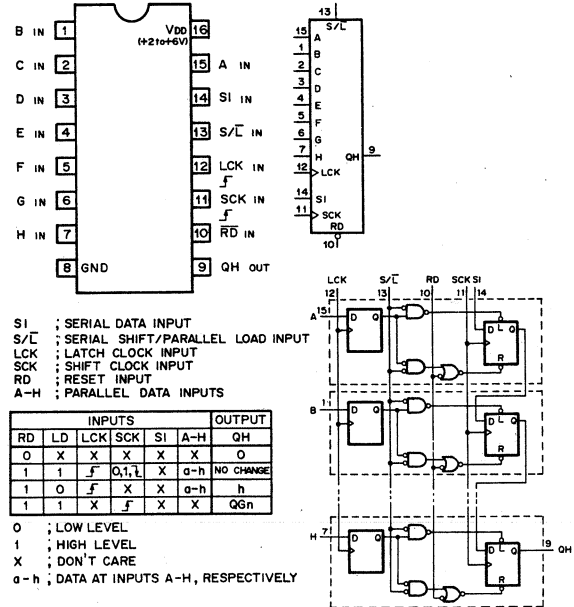 B IN 1
VDD 16
(+2to+6V)
C IN 2
15 A IN
D IN 3
14 SI IN
E IN 4
13 S/L̅ IN
F IN 5
12 LCK IN
G IN 6
11 SCK IN
H IN 7
10 R̅D̅ IN
8 GND
9 QH OUT
13
S/L̅
15 A
1 B
2 C
3 D
4 E
5 F
6 G
7 H
QH 9
12 LCK
14 SI
11 SCK
RD
10
SI ; SERIAL DATA INPUT
S/L̅ ; SERIAL SHIFT/PARALLEL LOAD INPUT
LCK ; LATCH CLOCK INPUT
SCK ; SHIFT CLOCK INPUT
RD ; RESET INPUT
A-H ; PARALLEL DATA INPUTS
INPUTS OUTPUT
RD LD LCK SCK SI A-H QH
0 X X X X X 0
1 1 0,1, X a-h NO CHANGE
1 0 X X a-h h
1 1 X X X QGn
0 ; LOW LEVEL
1 ; HIGH LEVEL
X ; DON'T CARE
a-h ; DATA AT INPUTS A-H, RESPECTIVELY
LCK S/L̅ RD SCK SI
12 13 10 11 14
A 15
D Q
D L Q
R
B 1
D Q
D L Q
R
H 7
D Q
D L Q
R
9 QH